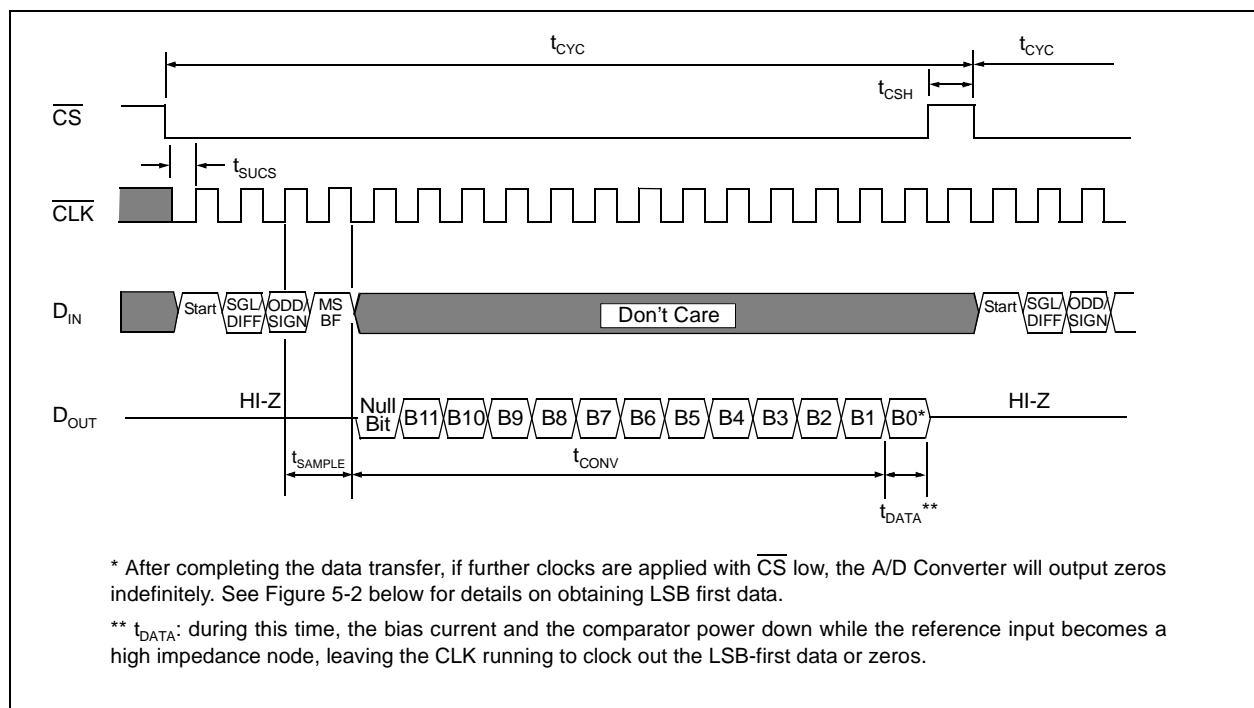 tCYC tCYC
tCSH
CS
tSUCS
CLK
DIN Start SGL/ DIFF ODD/ SIGN MS BF Don't Care Start SGL/ DIFF ODD/ SIGN
HI-Z HI-Z
DOUT Null Bit B11 B10 B9 B8 B7 B6 B5 B4 B3 B2 B1 B0*
tSAMPLE tCONV
tDATA**
* After completing the data transfer, if further clocks are applied with CS low, the A/D Converter will output zeros
indefinitely. See Figure 5-2 below for details on obtaining LSB first data.
** tDATA: during this time, the bias current and the comparator power down while the reference input becomes a
high impedance node, leaving the CLK running to clock out the LSB-first data or zeros.